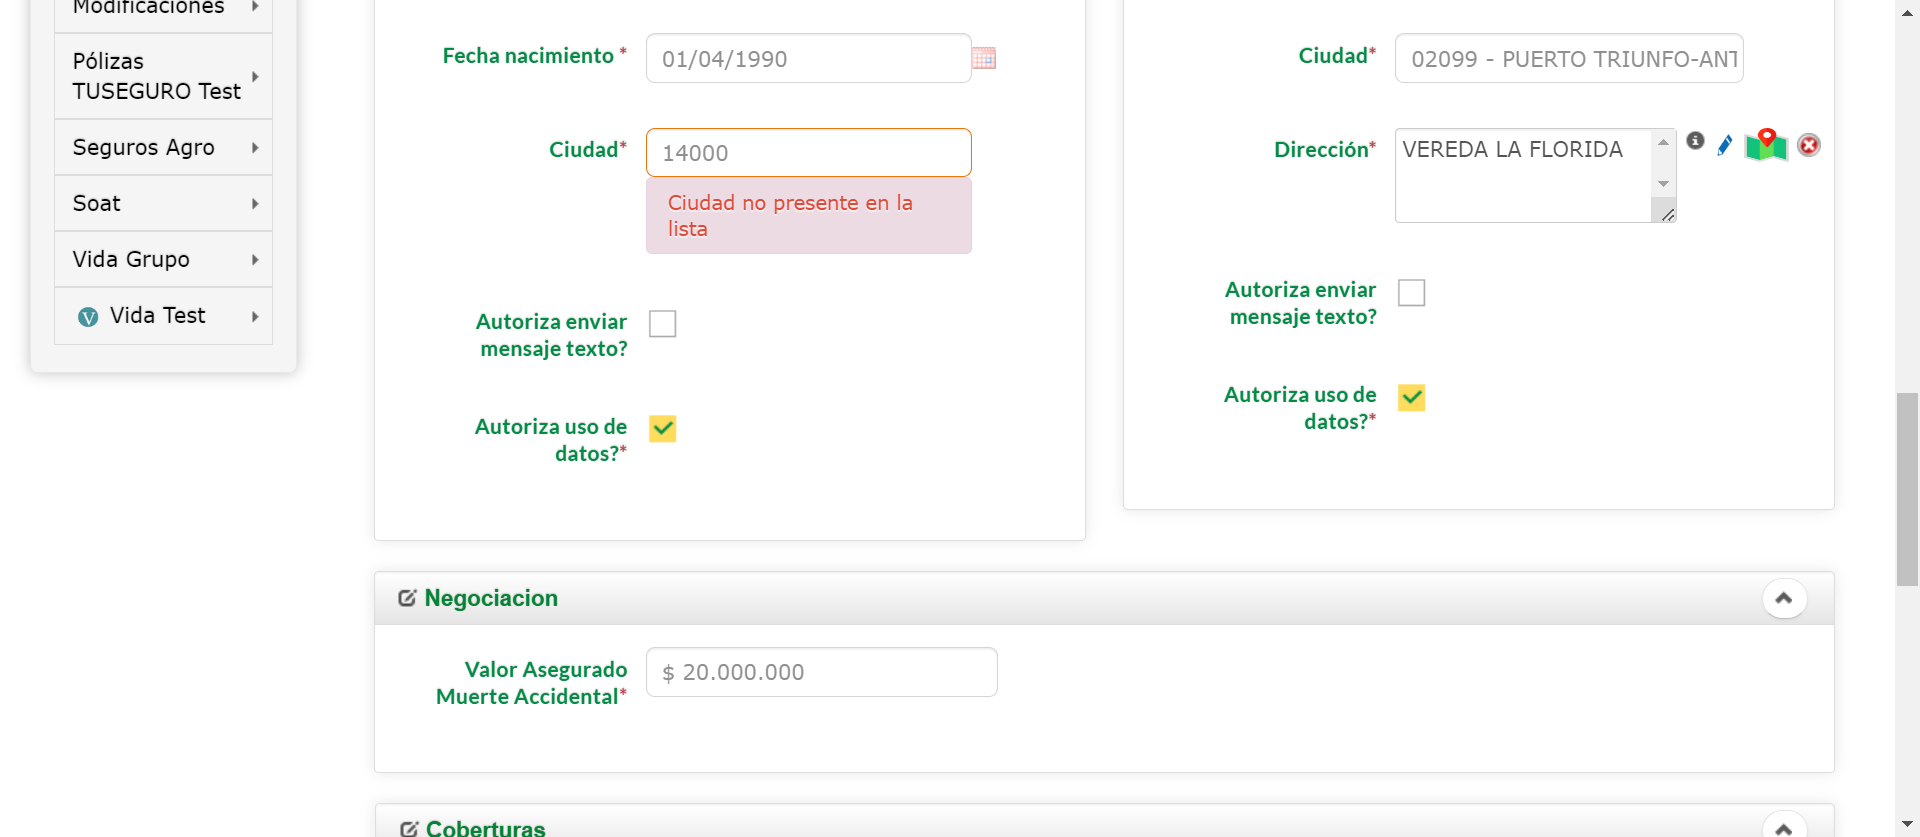 Modificaciones
Pólizas
TUSEGURO Test
Seguros Agro
Soat
Vida Grupo
V Vida Test
Fecha nacimiento * 01/04/1990
Ciudad* 14000
Ciudad no presente en la
lista
Autoriza enviar
mensaje texto?
Autoriza uso de
datos?*
Ciudad* 02099 - PUERTO TRIUNFO-ANT
Dirección* VEREDA LA FLORIDA
Autoriza enviar
mensaje texto?
Autoriza uso de
datos?*
Negociacion
Valor Asegurado
Muerte Accidental*
$ 20.000.000
Coberturas